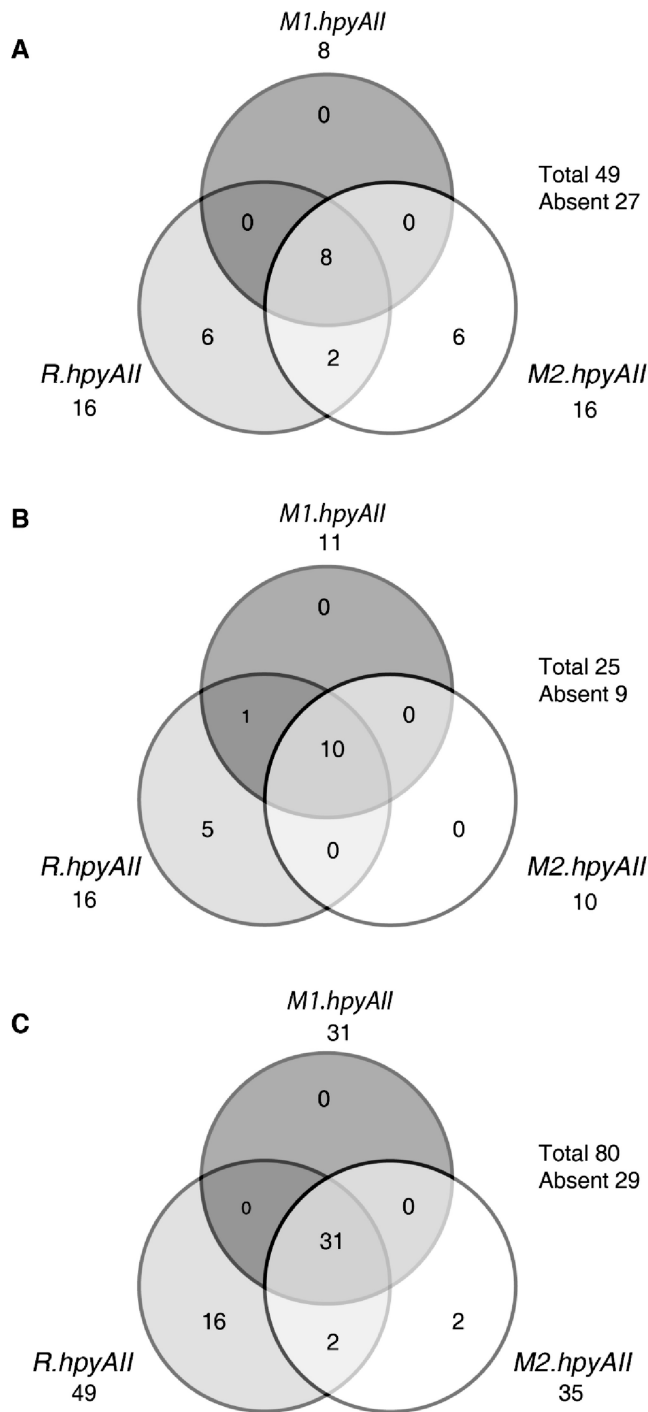 A
M1.hpyAII
8
0
Total 49
Absent 27
0
0
8
6
2
6
R.hpyAII
16
M2.hpyAII
16
B
M1.hpyAII
11
0
Total 25
Absent 9
1
0
10
5
0
0
R.hpyAII
16
M2.hpyAII
10
C
M1.hpyAII
31
0
Total 80
Absent 29
0
0
31
16
2
2
R.hpyAII
49
M2.hpyAII
35